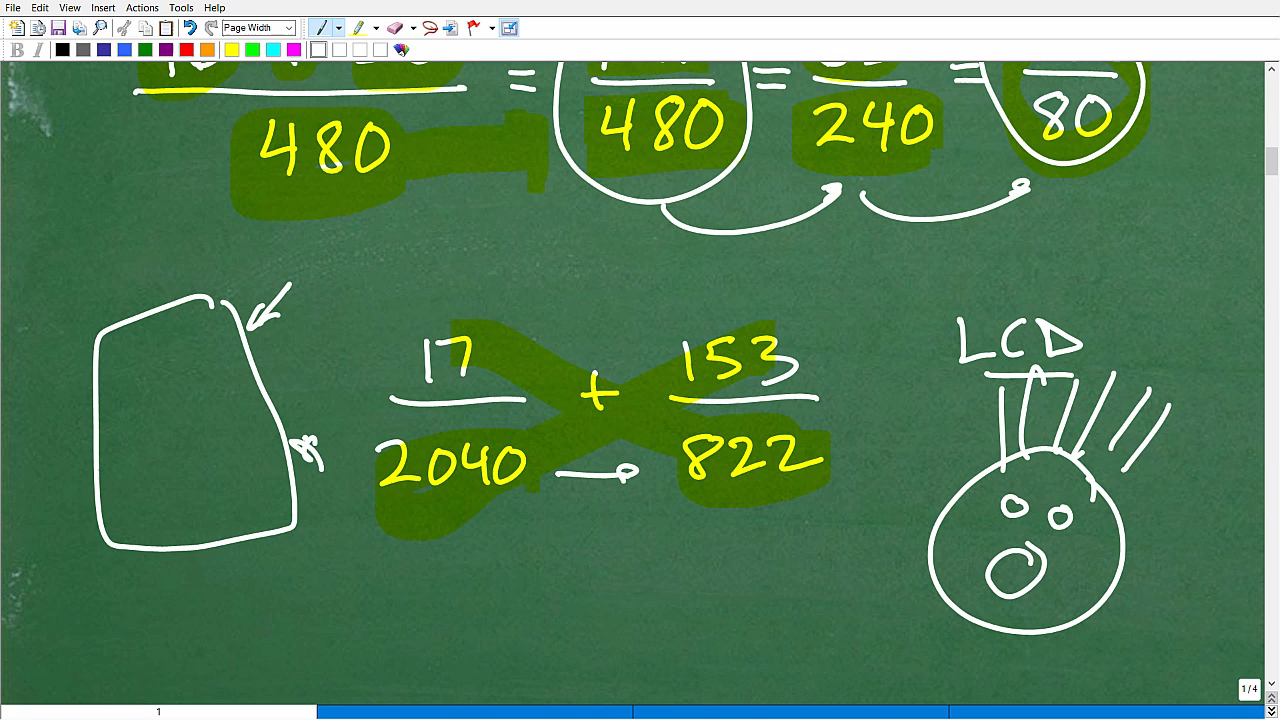 File Edit View Insert Actions Tools Help
Page Width
B I
= = =
480 480 240 80
17 + 153 LCD
2040 822
1/4
1